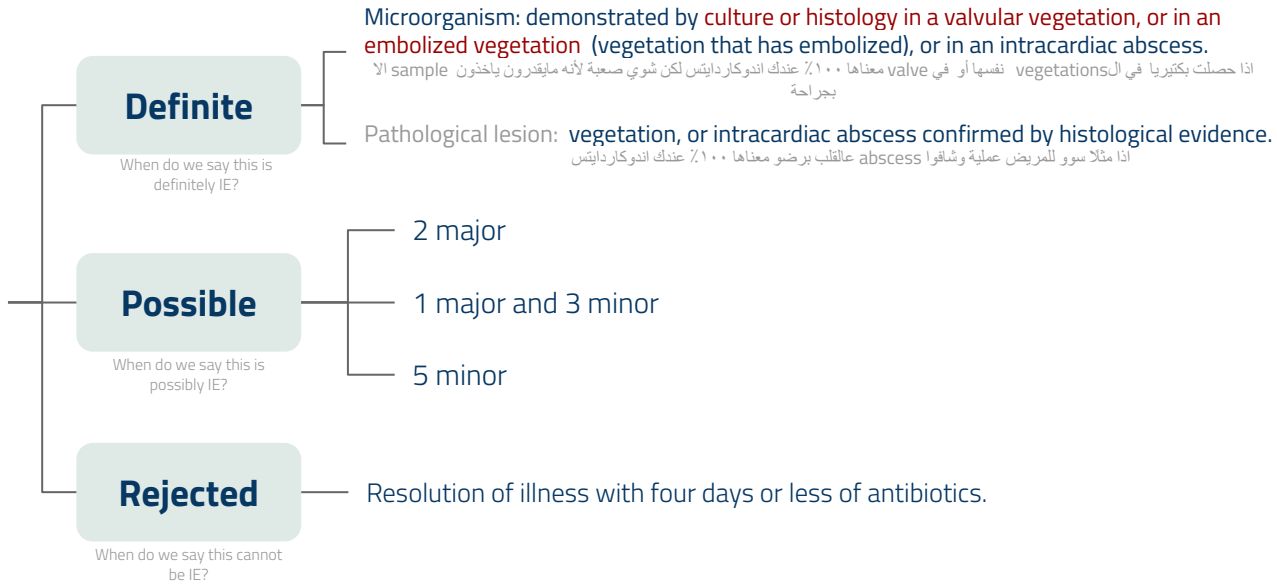 Microorganism: demonstrated by culture or histology in a valvular vegetation, or in an
embolized vegetation (vegetation that has embolized), or in an intracardiac abscess.
اذا حصلت بكتيريا في الvegetations نفسها أو في valve معناها ١٠٠٪ عندك اندوكاردايتس لكن شوي صعبة لأنه مايقدرون ياخذون sample الا
بجراحة
Definite
When do we say this is
definitely IE?
Pathological lesion: vegetation, or intracardiac abscess confirmed by histological evidence.
اذا مثلا سوو للمريض عملية وشافوا abscess عالقلب برضو معناها ١٠٠٪ عندك اندوكاردايتس
Possible
When do we say this is
possibly IE?
2 major
1 major and 3 minor
5 minor
Rejected
When do we say this cannot
be IE?
Resolution of illness with four days or less of antibiotics.